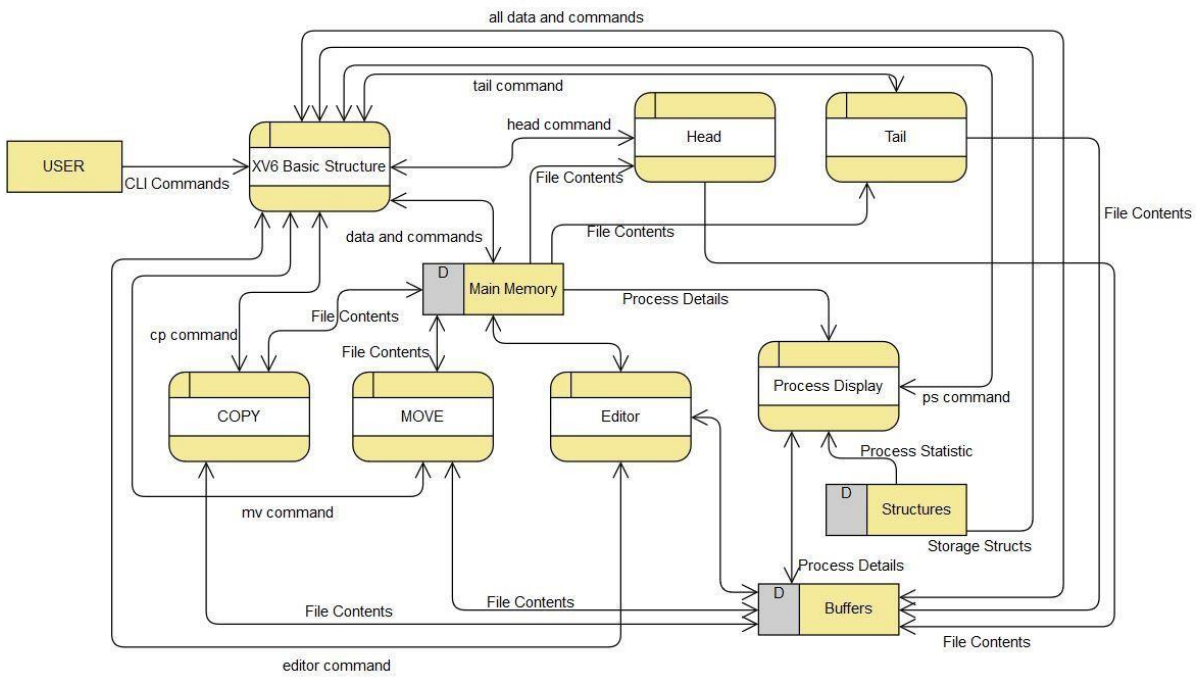 all data and commands
tail command
head command
Head
Tail
USER
XV6 Basic Structure
CLI Commands
File Contents
File Contents
File Contents
data and commands
D
Main Memory
Process Details
File Contents
cp command
File Contents
Process Display
ps command
COPY
MOVE
Editor
Process Statistic
D
Structures
mv command
Storage Structs
Process Details
D
Buffers
File Contents
File Contents
File Contents
editor command